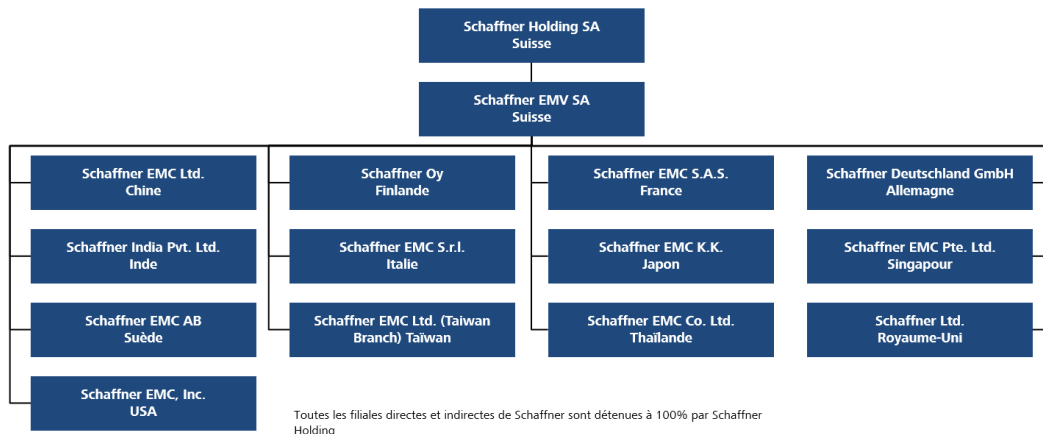 Schaffner Holding SA
Suisse
Schaffner EMV SA
Suisse
Schaffner EMC Ltd.
Chine
Schaffner Oy
Finlande
Schaffner EMC S.A.S.
France
Schaffner Deutschland GmbH
Allemagne
Schaffner India Pvt. Ltd.
Inde
Schaffner EMC S.r.l.
Italie
Schaffner EMC K.K.
Japon
Schaffner EMC Pte. Ltd.
Singapour
Schaffner EMC AB
Suède
Schaffner EMC Ltd. (Taiwan
Branch) Taïwan
Schaffner EMC Co. Ltd.
Thaïlande
Schaffner Ltd.
Royaume-Uni
Schaffner EMC, Inc.
USA
Toutes les filiales directes et indirectes de Schaffner sont détenues à 100% par Schaffner
Holding